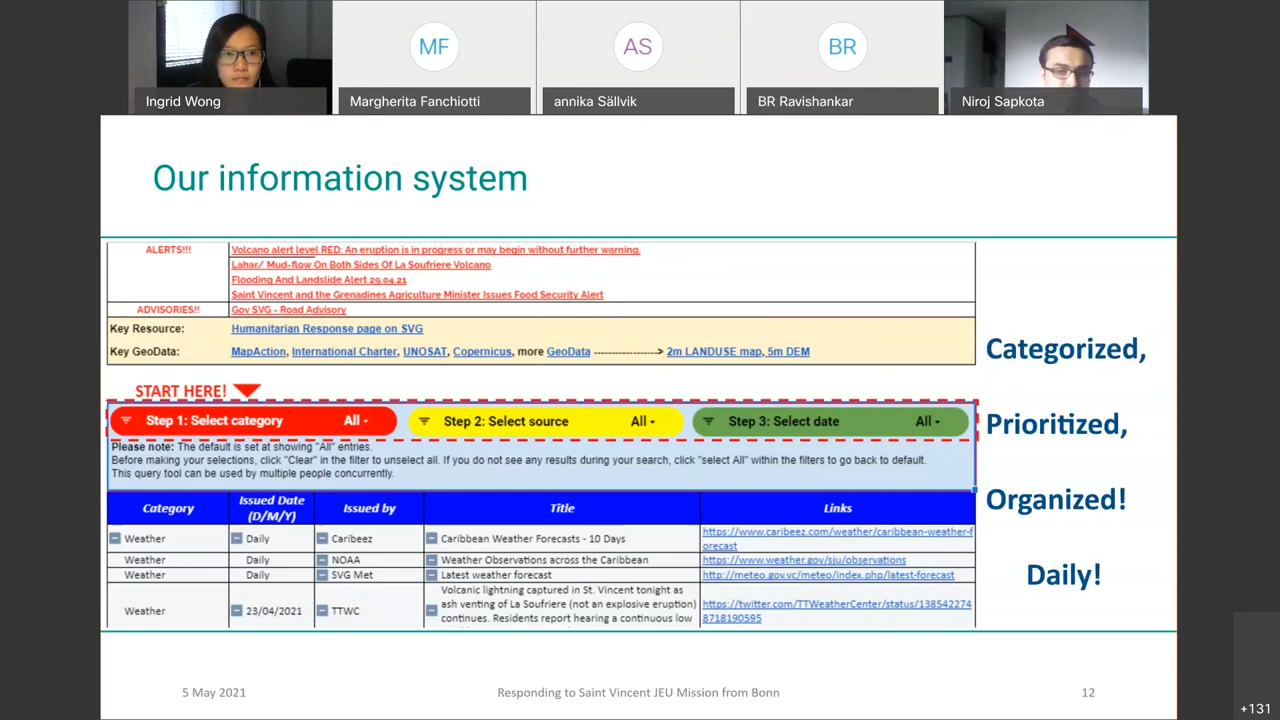 MF
AS
BR
Ingrid Wong
Margherita Fanchiotti
annika Sällvik
BR Ravishankar
Niroj Sapkota
Our information system
ALERTS!!!
Volcano alert level RED: An eruption is in progress or may begin without further warning.
Lahar/ Mud-flow On Both Sides Of La Soufriere Volcano
Flooding And Landslide Alert 29.04.21
Saint Vincent and the Grenadines Agriculture Minister Issues Food Security Alert
ADVISORIES!!
Gov SVG - Road Advisory
Key Resource:
Humanitarian Response page on SVG
Key GeoData:
MapAction, International Charter, UNOSAT, Copernicus, more GeoData -----------------> 2m LANDUSE map, 5m DEM
START HERE!
Step 1: Select category All
Step 2: Select source All
Step 3: Select date All
Please note: The default is set at showing "All" entries.
Before making your selections, click "Clear" in the filter to unselect all. If you do not see any results during your search, click "select All" within the filters to go back to default.
This query tool can be used by multiple people concurrently.
Category
Issued Date
(D/M/Y)
Issued by
Title
Links
Weather
Daily
Caribeez
Caribbean Weather Forecasts - 10 Days
https://www.caribeez.com/weather/caribbean-weather-f
orecast
Weather
Daily
NOAA
Weather Observations across the Caribbean
https://www.weather.gov/sju/observations
Weather
Daily
SVG Met
Latest weather forecast
http://meteo.gov.vc/meteo/index.php/latest-forecast
Weather
23/04/2021
TTWC
Volcanic lightning captured in St. Vincent tonight as
ash venting of La Soufriere (not an explosive eruption)
continues. Residents report hearing a continuous low
https://twitter.com/TTWeatherCenter/status/138542274
8718190595
Categorized,
Prioritized,
Organized!
Daily!
5 May 2021
Responding to Saint Vincent JEU Mission from Bonn
12
+131